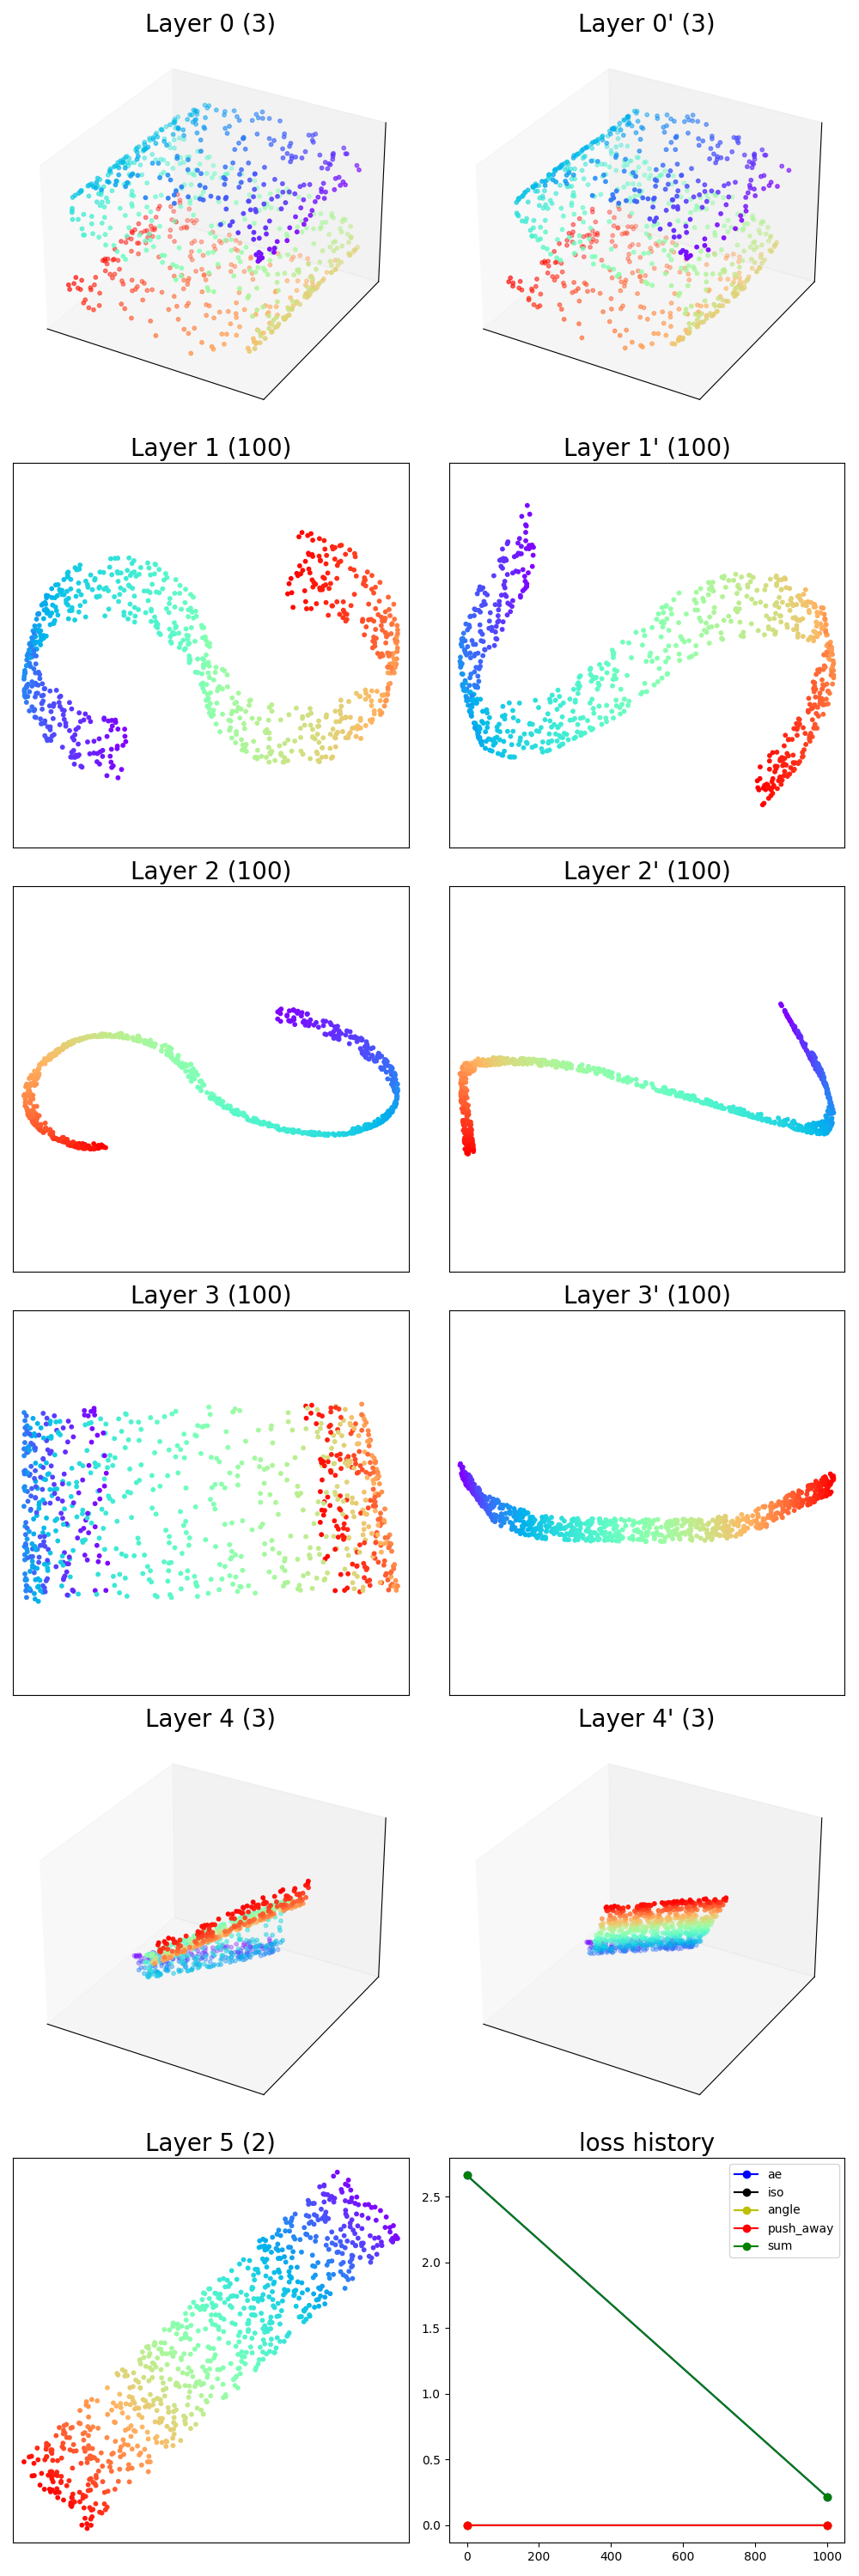 Layer 0 (3)
Layer 0' (3)
Layer 1 (100)
Layer 1' (100)
Layer 2 (100)
Layer 2' (100)
Layer 3 (100)
Layer 3' (100)
Layer 4 (3)
Layer 4' (3)
Layer 5 (2)
loss history
ae
iso
angle
push_away
sum
2.5
2.0
1.5
1.0
0.5
0.0
0 200 400 600 800 1000